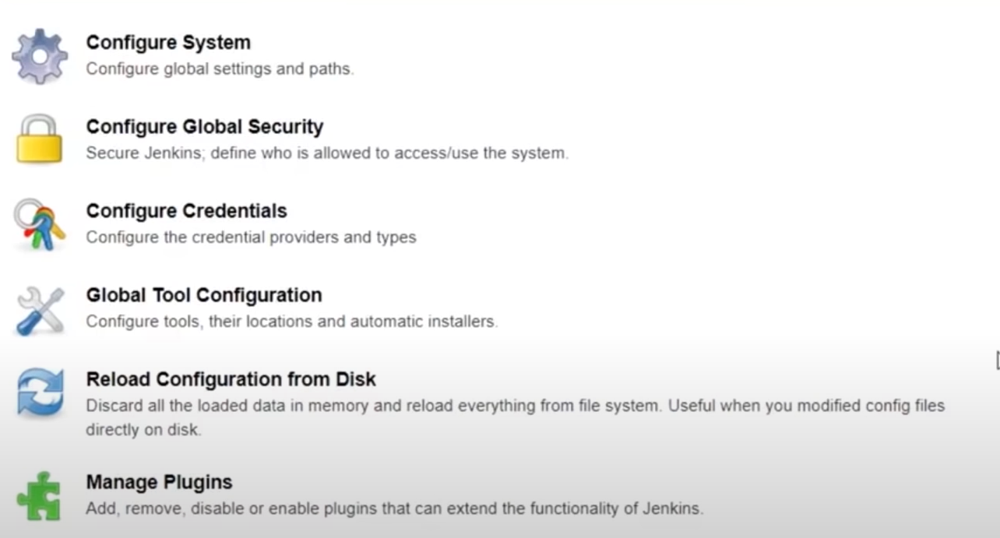 Configure System
Configure global settings and paths.
Configure Global Security
Secure Jenkins; define who is allowed to access/use the system.
Configure Credentials
Configure the credential providers and types
Global Tool Configuration
Configure tools, their locations and automatic installers.
Reload Configuration from Disk
Discard all the loaded data in memory and reload everything from file system. Useful when you modified config files
directly on disk.
Manage Plugins
Add, remove, disable or enable plugins that can extend the functionality of Jenkins.